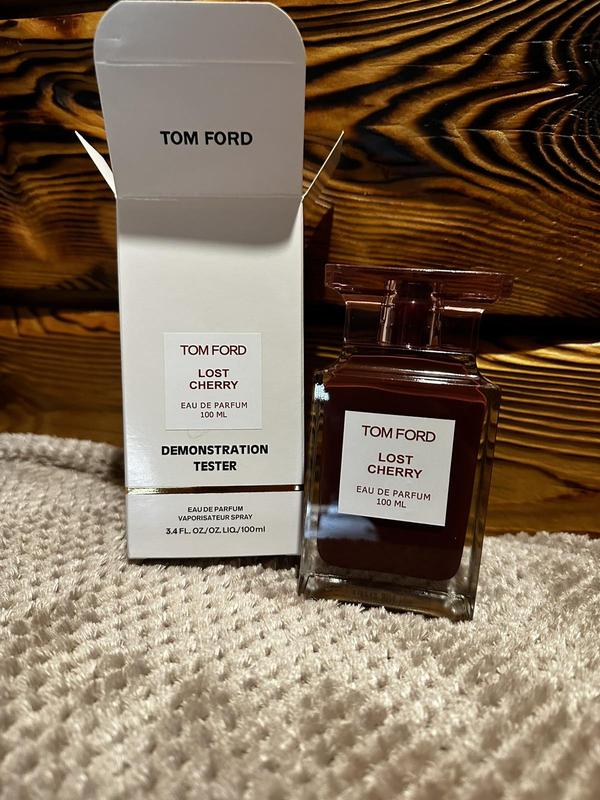 TOM FORD
TOM FORD
LOST
CHERRY
EAU DE PARFUM
100 ML
DEMONSTRATION
TESTER
EAU DE PARFUM
VAPORISATEUR SPRAY
3.4 FL. OZ./OZ. LIQ./100ml
TOM FORD
LOST
CHERRY
EAU DE PARFUM
100 ML